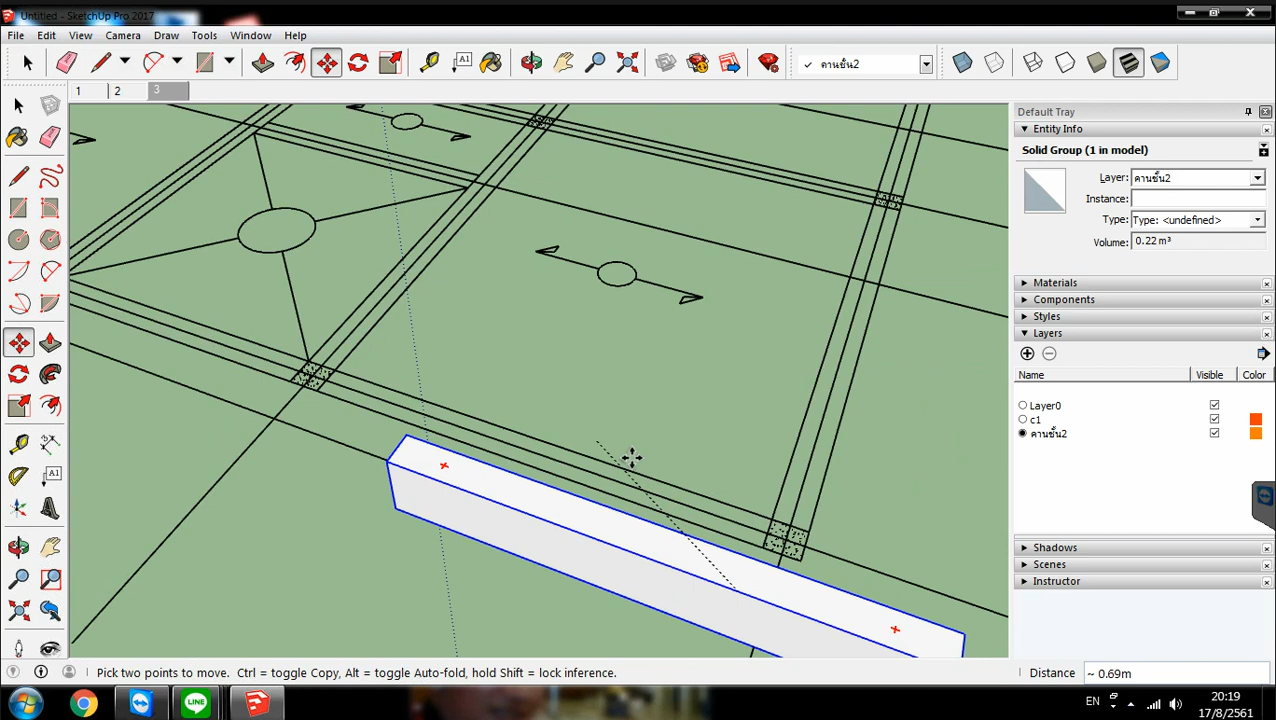 Untitled - SketchUp Pro 2017
File Edit View Camera Draw Tools Window Help
A1
✓ คานชั้น2
1 2 3
Default Tray
Entity Info
Solid Group (1 in model)
Layer: คานชั้น2
Instance:
Type: Type: <undefined>
Volume: 0.22 m³
Materials
Components
Styles
Layers
Name Visible Color
Layer0
c1
คานชั้น2
A1
Shadows
Scenes
Instructor
Pick two points to move. Ctrl = toggle Copy, Alt = toggle Auto-fold, hold Shift = lock inference.
Distance ~ 0.69m
LINE
EN
20:19
17/8/2561